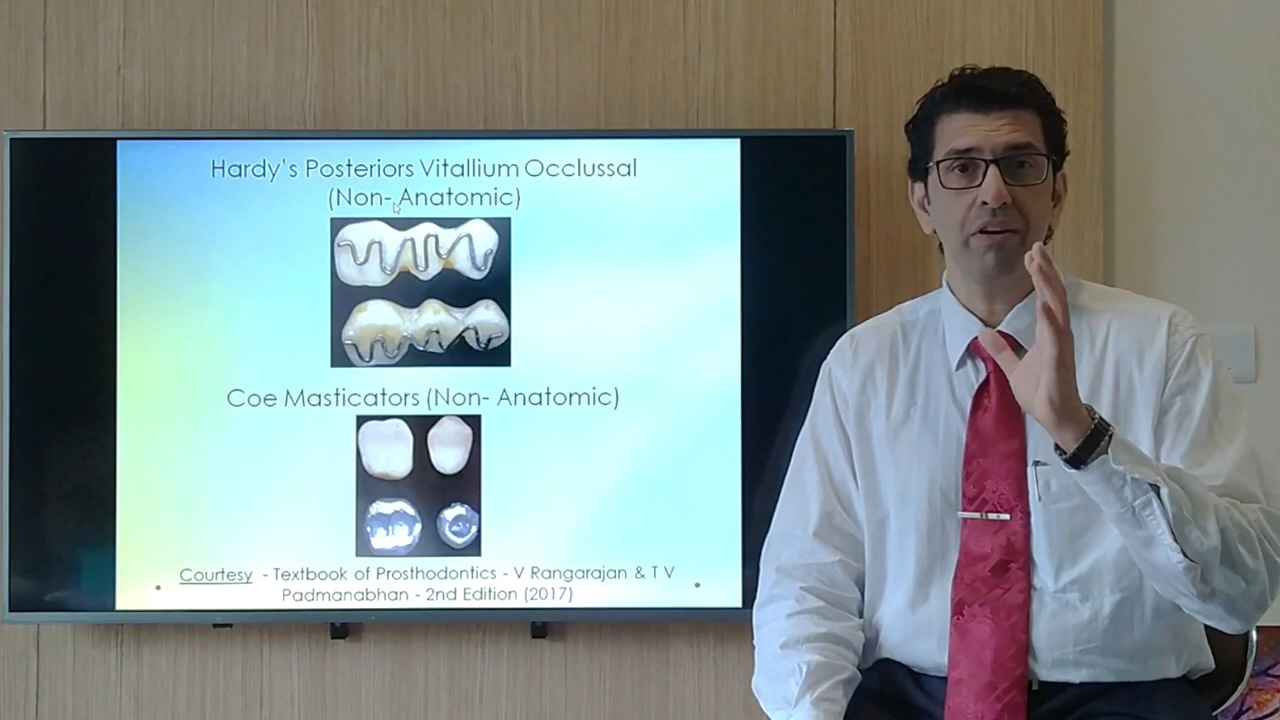 Hardy's Posteriors Vitallium Occlussal
(Non- Anatomic)
Coe Masticators (Non- Anatomic)
Courtesy - Textbook of Prosthodontics - V Rangarajan & T V
Padmanabhan - 2nd Edition (2017)